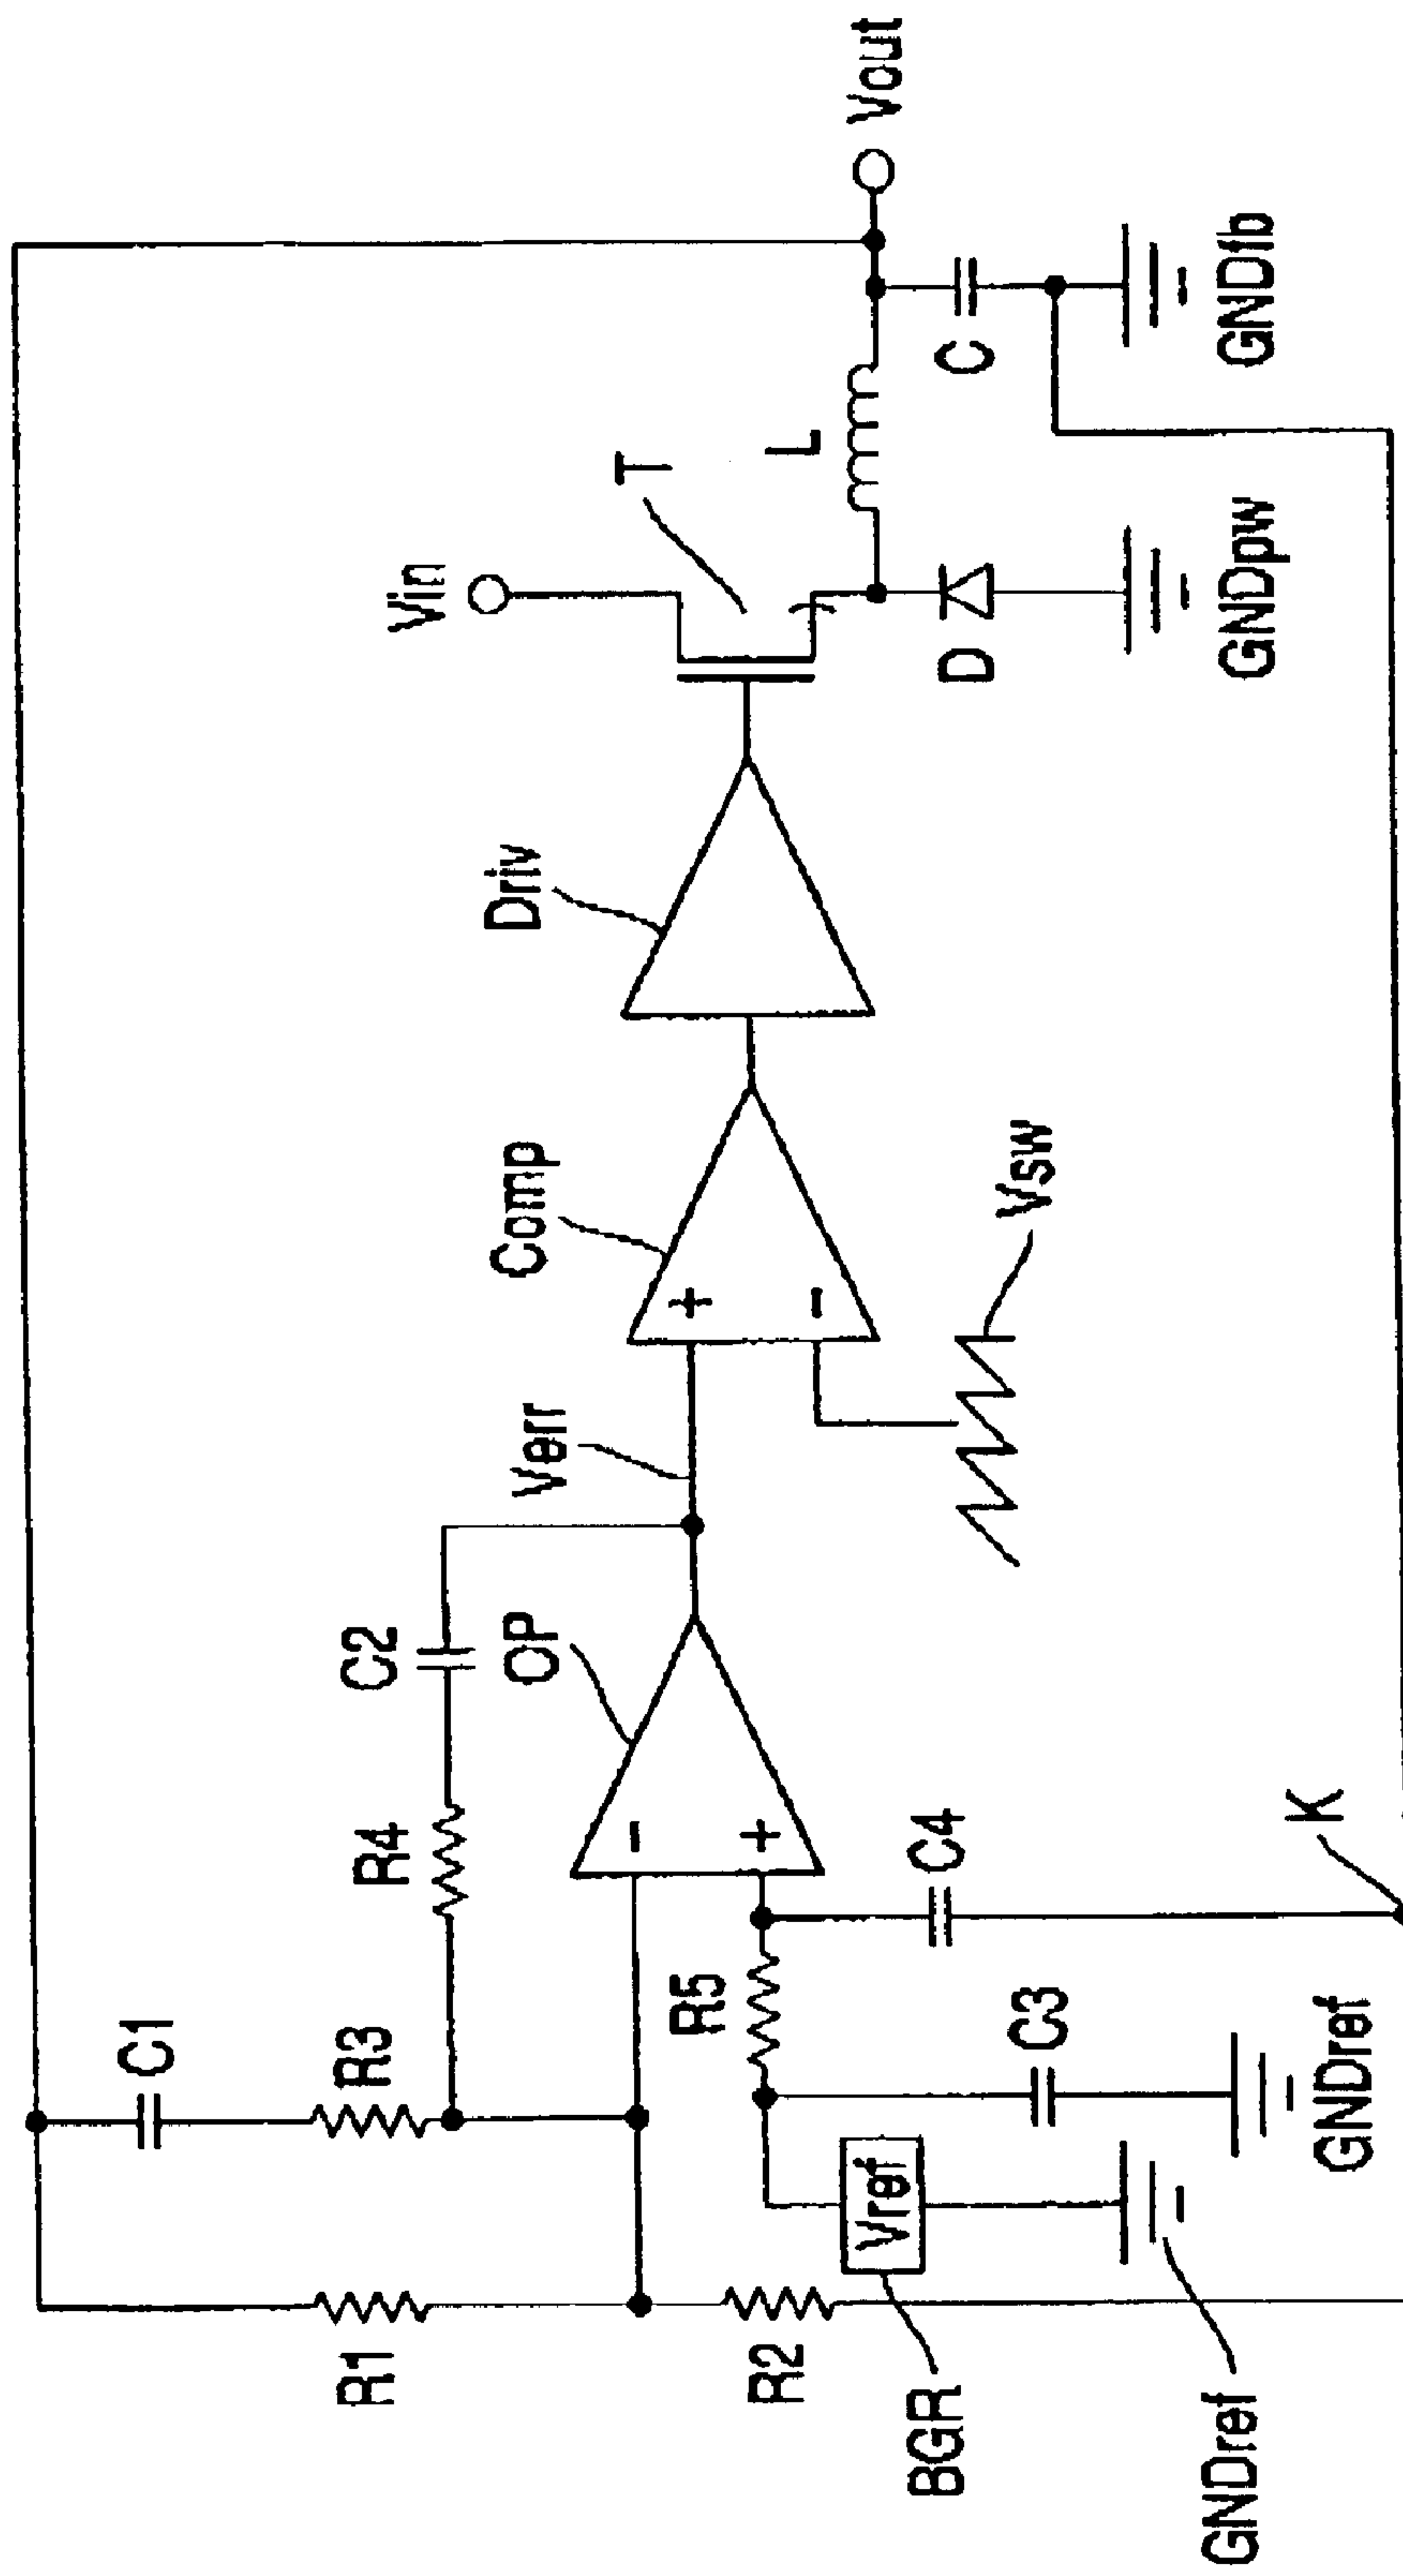 Vin
T
L
Vout
Driv
Comp
Verr
C2
OP
R4
C1
R3
R1
R5
+
-
-
+
Vsw
C
D
GNDfb
GNDpw
C4
K
C3
R2
Vref
BGR
GNDref
GNDref